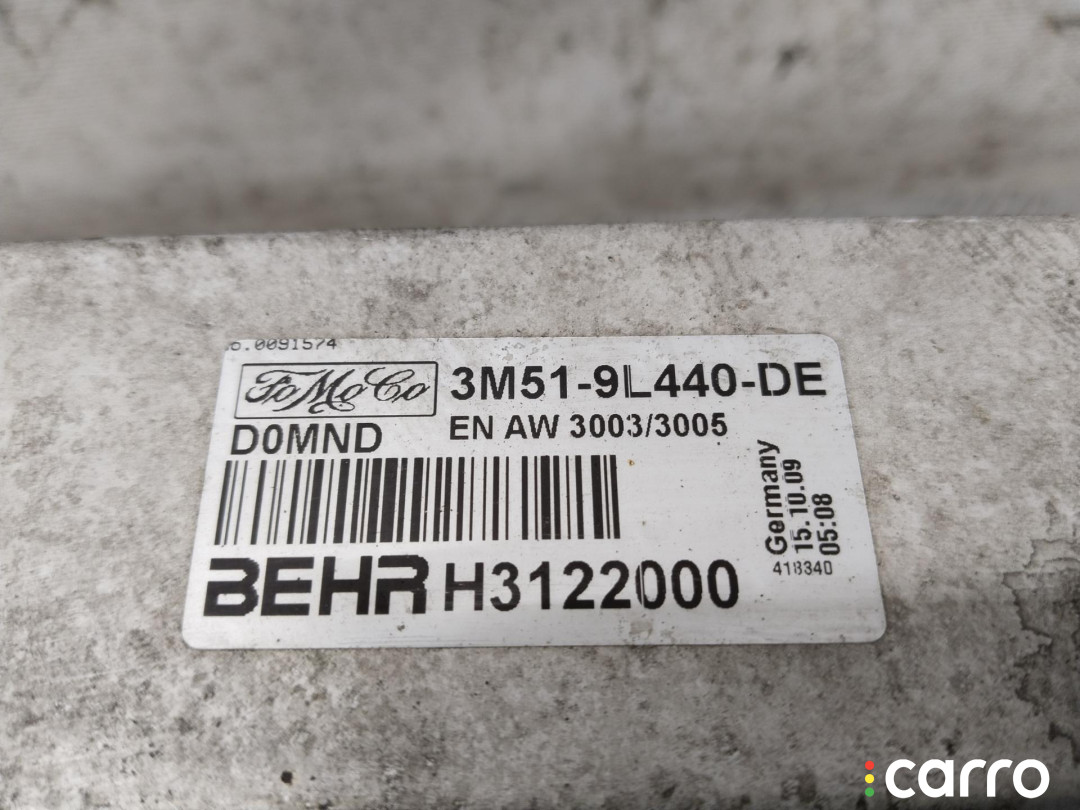 6.0091574
FoMoCo 3M51-9L440-DE
D0MND EN AW 3003/3005
BEHR H3122000
Germany
15.10.09
05:08
418340
carro